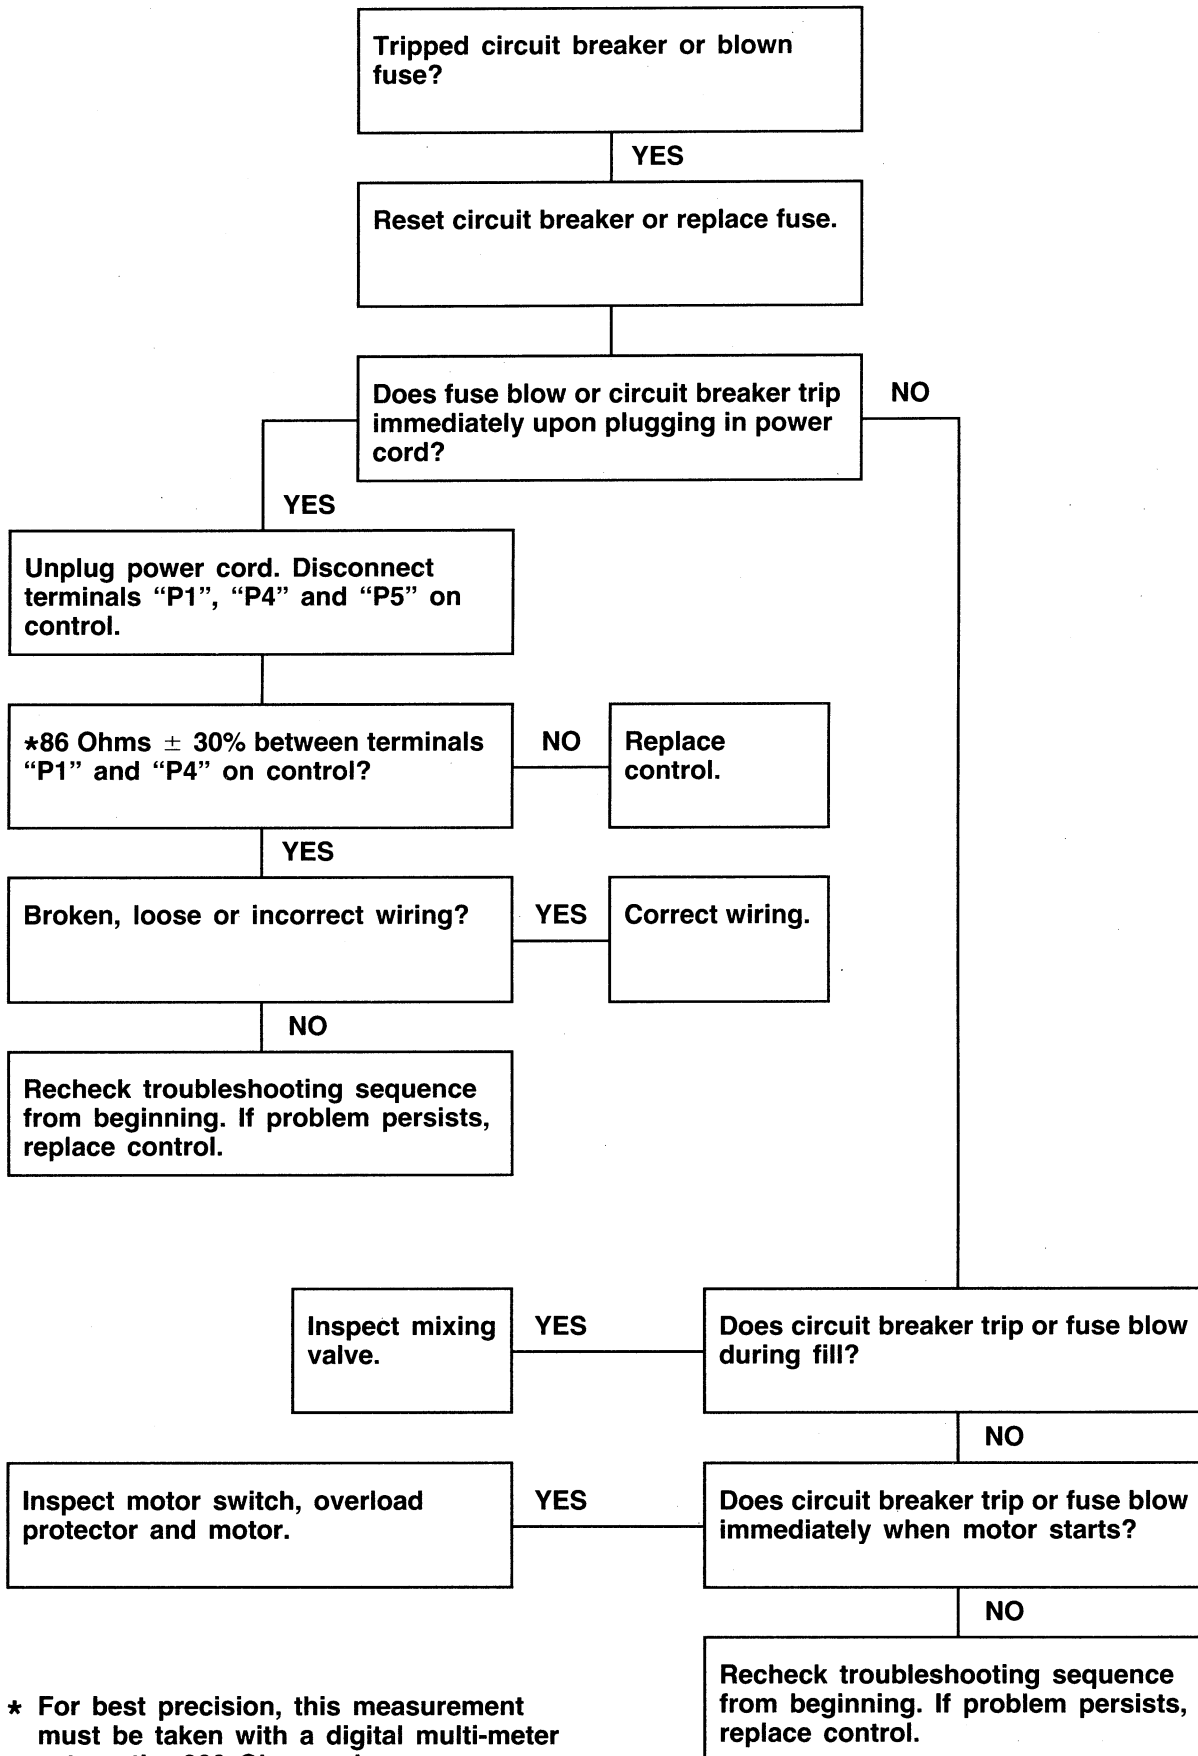 Tripped circuit breaker or blown
fuse?
YES
Reset circuit breaker or replace fuse.
Does fuse blow or circuit breaker trip
immediately upon plugging in power
cord?
NO
YES
Unplug power cord. Disconnect
terminals “P1”, “P4” and “P5” on
control.
*86 Ohms ± 30% between terminals
“P1” and “P4” on control?
NO
Replace
control.
YES
Broken, loose or incorrect wiring?
YES
Correct wiring.
NO
Recheck troubleshooting sequence
from beginning. If problem persists,
replace control.
Does circuit breaker trip or fuse blow
during fill?
YES
Inspect mixing
valve.
NO
Does circuit breaker trip or fuse blow
immediately when motor starts?
YES
Inspect motor switch, overload
protector and motor.
NO
Recheck troubleshooting sequence
from beginning. If problem persists,
replace control.
* For best precision, this measurement
must be taken with a digital multi-meter